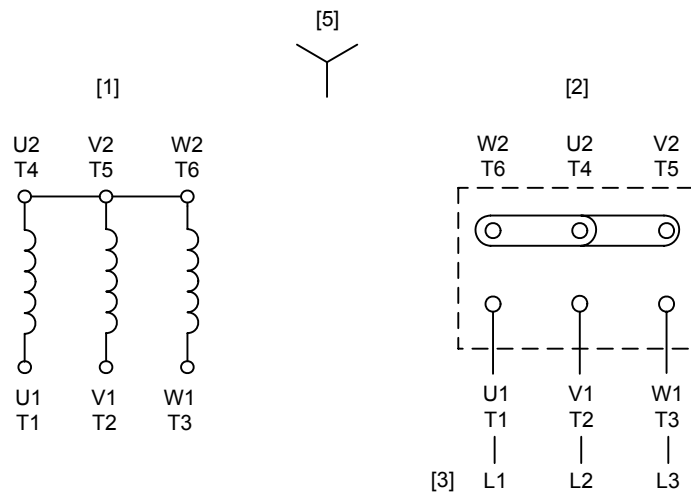 [5]
[1]
[2]
U2 V2 W2
T4 T5 T6
W2 U2 V2
T6 T4 T5
U1 V1 W1
T1 T2 T3
U1 V1 W1
T1 T2 T3
[3] L1 L2 L3